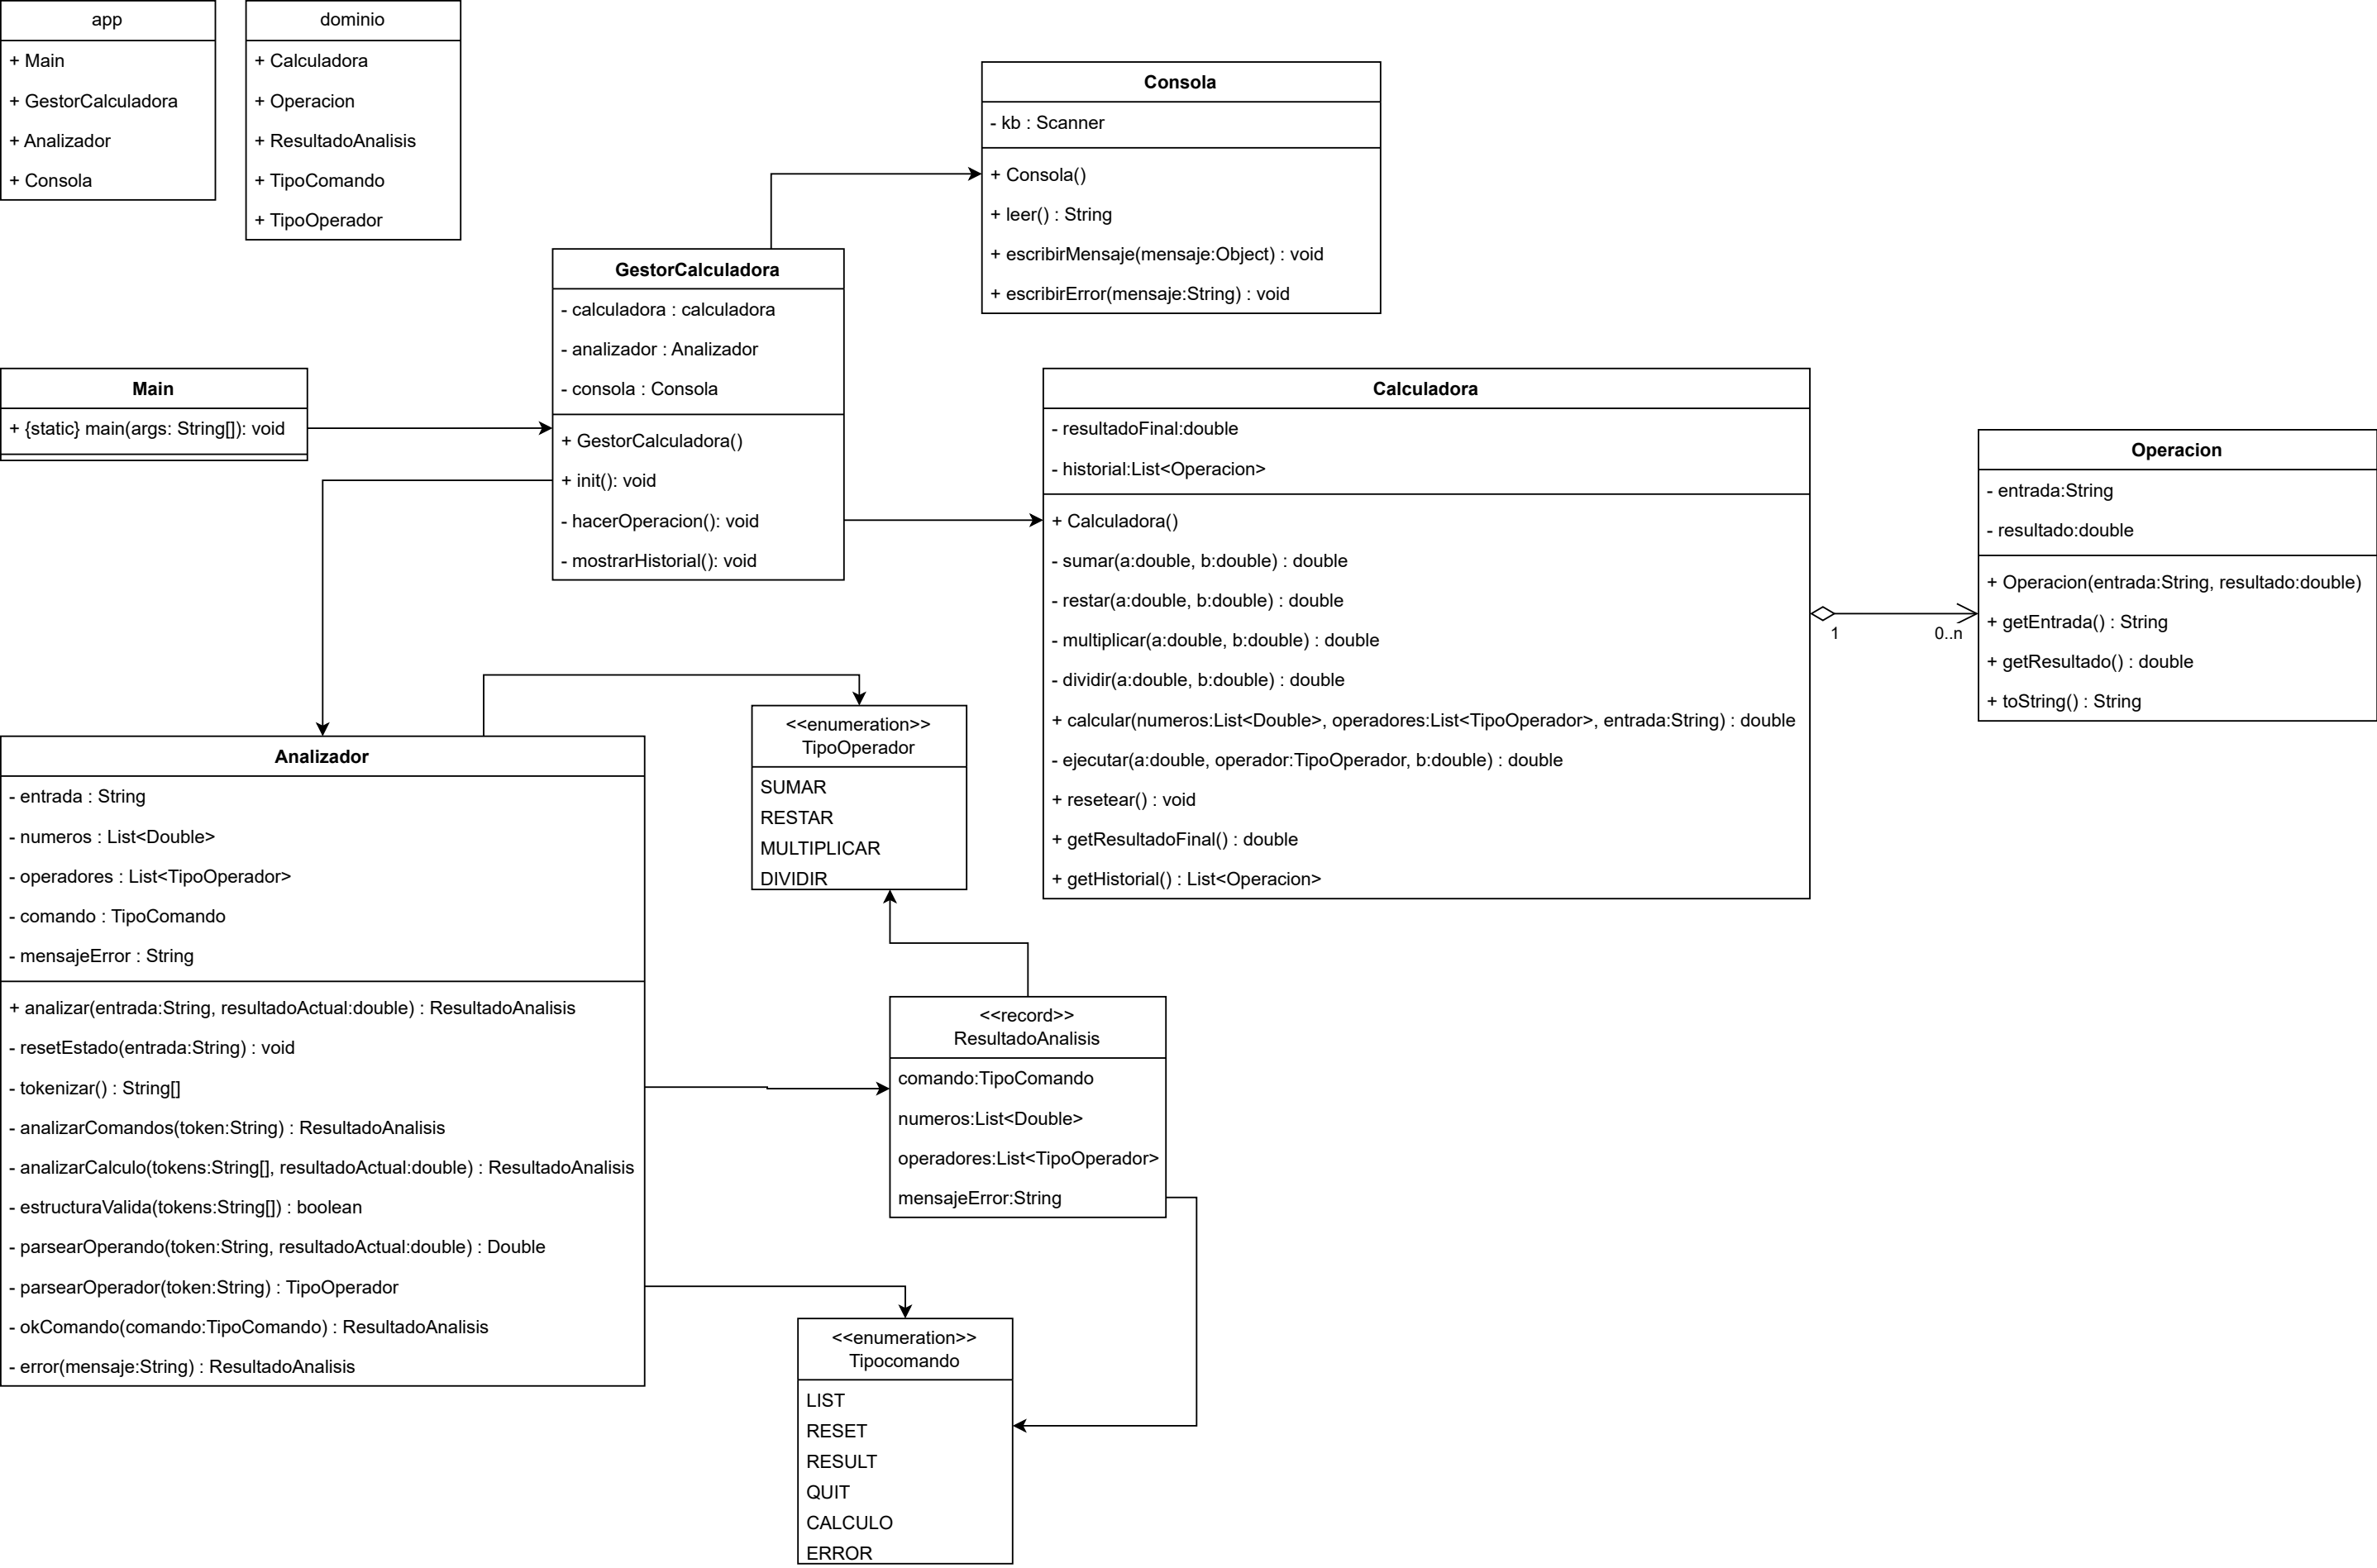 app
+ Main
+ GestorCalculadora
+ Analizador
+ Consola
dominio
+ Calculadora
+ Operacion
+ ResultadoAnalisis
+ TipoComando
+ TipoOperador
Consola
- kb : Scanner
+ Consola()
+ leer() : String
+ escribirMensaje(mensaje:Object) : void
+ escribirError(mensaje:String) : void
GestorCalculadora
- calculadora : calculadora
- analizador : Analizador
- consola : Consola
+ GestorCalculadora()
+ init(): void
- hacerOperacion(): void
- mostrarHistorial(): void
Main
+ {static} main(args: String[]): void
Calculadora
- resultadoFinal:double
- historial:List<Operacion>
+ Calculadora()
- sumar(a:double, b:double) : double
- restar(a:double, b:double) : double
- multiplicar(a:double, b:double) : double
- dividir(a:double, b:double) : double
+ calcular(numeros:List<Double>, operadores:List<TipoOperador>, entrada:String) : double
- ejecutar(a:double, operador:TipoOperador, b:double) : double
+ resetear() : void
+ getResultadoFinal() : double
+ getHistorial() : List<Operacion>
1
0..n
Operacion
- entrada:String
- resultado:double
+ Operacion(entrada:String, resultado:double)
+ getEntrada() : String
+ getResultado() : double
+ toString() : String
Analizador
- entrada : String
- numeros : List<Double>
- operadores : List<TipoOperador>
- comando : TipoComando
- mensajeError : String
+ analizar(entrada:String, resultadoActual:double) : ResultadoAnalisis
- resetEstado(entrada:String) : void
- tokenizar() : String[]
- analizarComandos(token:String) : ResultadoAnalisis
- analizarCalculo(tokens:String[], resultadoActual:double) : ResultadoAnalisis
- estructuraValida(tokens:String[]) : boolean
- parsearOperando(token:String, resultadoActual:double) : Double
- parsearOperador(token:String) : TipoOperador
- okComando(comando:TipoComando) : ResultadoAnalisis
- error(mensaje:String) : ResultadoAnalisis
<<enumeration>>
TipoOperador
SUMAR
RESTAR
MULTIPLICAR
DIVIDIR
<<record>>
ResultadoAnalisis
comando:TipoComando
numeros:List<Double>
operadores:List<TipoOperador>
mensajeError:String
<<enumeration>>
Tipocomando
LIST
RESET
RESULT
QUIT
CALCULO
ERROR